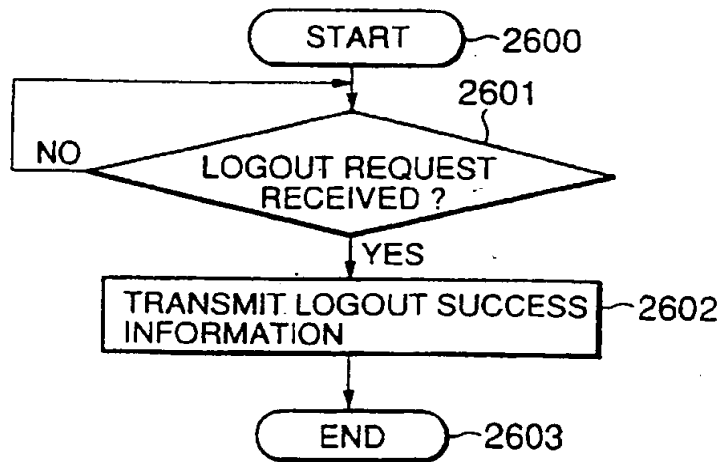 START
2600
2601
NO
LOGOUT REQUEST
RECEIVED ?
YES
TRANSMIT LOGOUT SUCCESS
INFORMATION
2602
END
2603